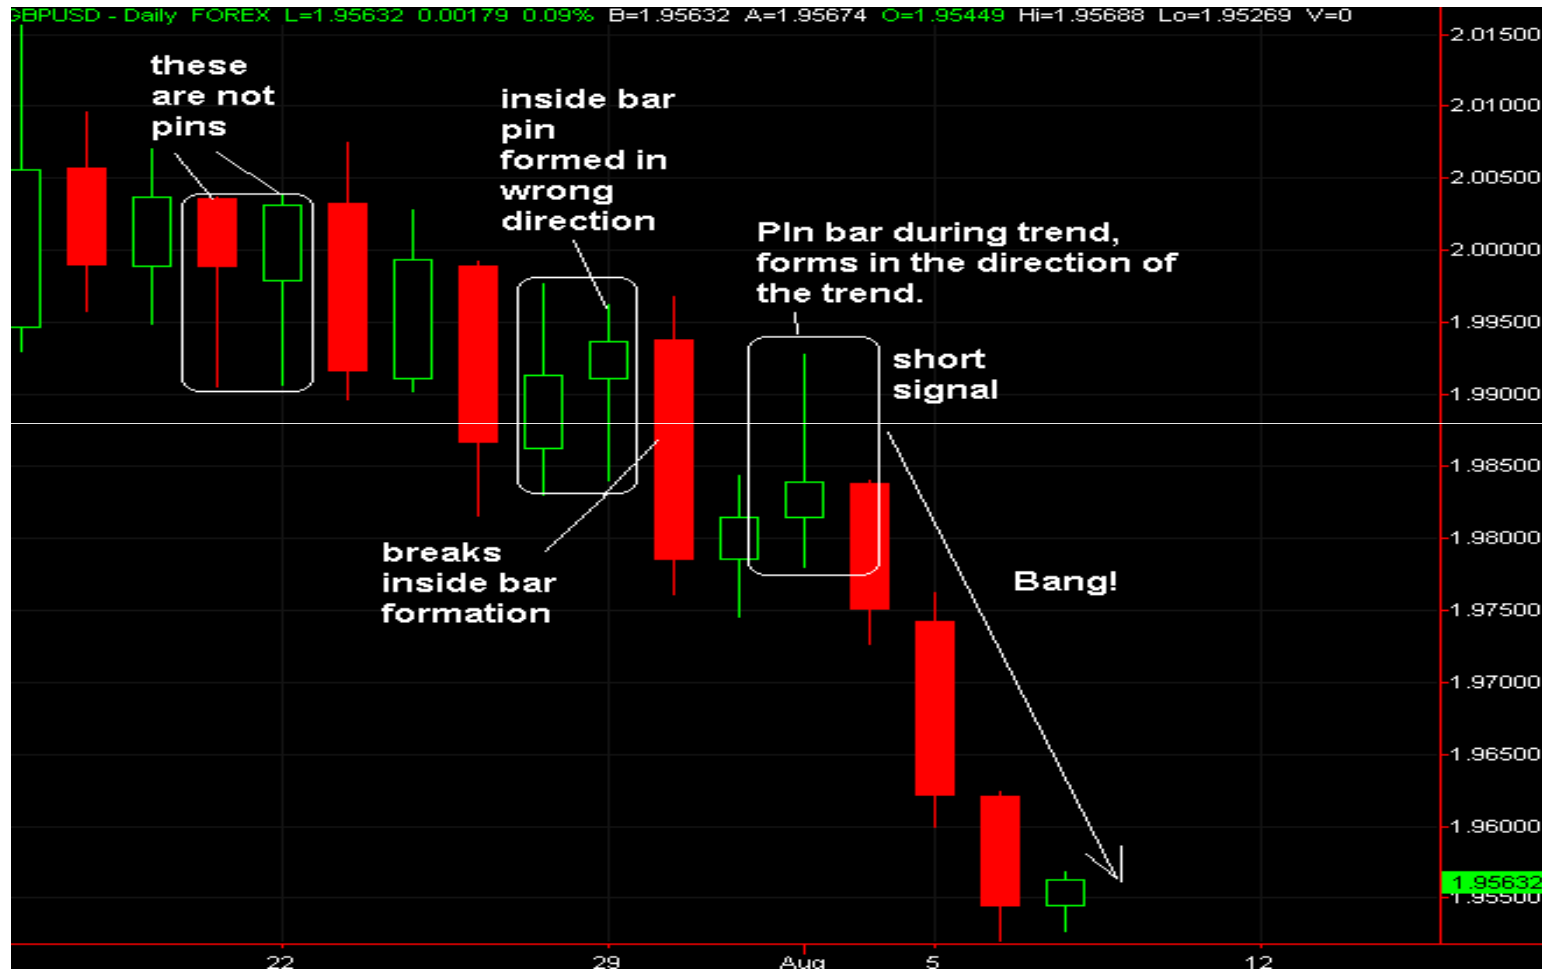 GBPUSD - Daily FOREX L=1.95632 0.00179 0.09% B=1.95632 A=1.95674 O=1.95449 Hi=1.95688 Lo=1.95269 V=0
these
are not
pins
inside bar
pin
formed in
wrong
direction
PIn bar during trend,
forms in the direction of
the trend.
short
signal
breaks
inside bar
formation
Bang!
2.01500
2.01000
2.00500
2.00000
1.99500
1.99000
1.98500
1.98000
1.97500
1.97000
1.96500
1.96000
1.95632
1.95500
22 29 Aug 5 12